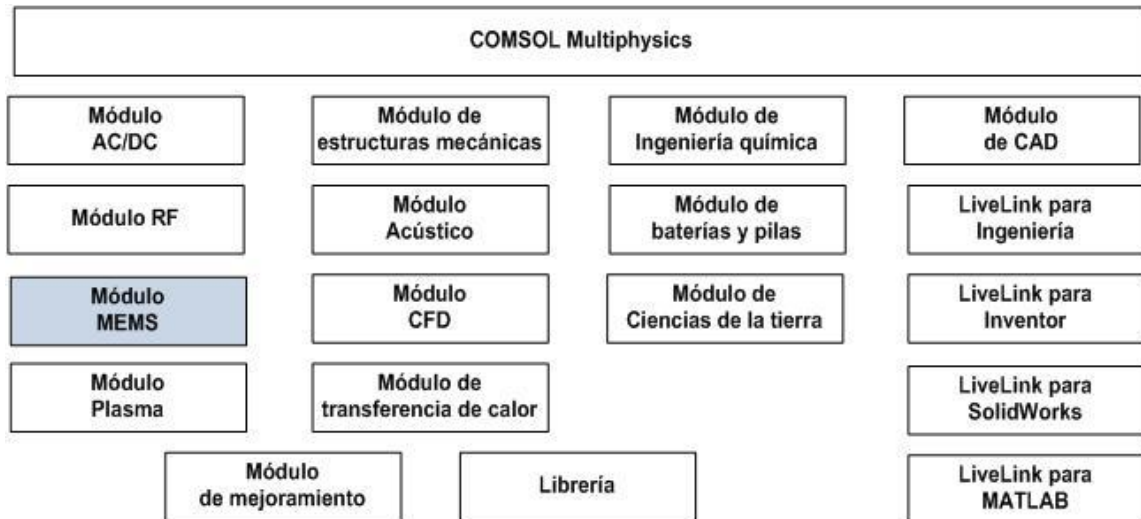 COMSOL Multiphysics
Módulo
AC/DC
Módulo de
estructuras mecánicas
Módulo de
Ingeniería química
Módulo
de CAD
Módulo RF
Módulo
Acústico
Módulo de
baterías y pilas
LiveLink para
Ingeniería
Módulo
MEMS
Módulo
CFD
Módulo de
Ciencias de la tierra
LiveLink para
Inventor
Módulo
Plasma
Módulo de
transferencia de calor
LiveLink para
SolidWorks
Módulo
de mejoramiento
Librería
LiveLink para
MATLAB